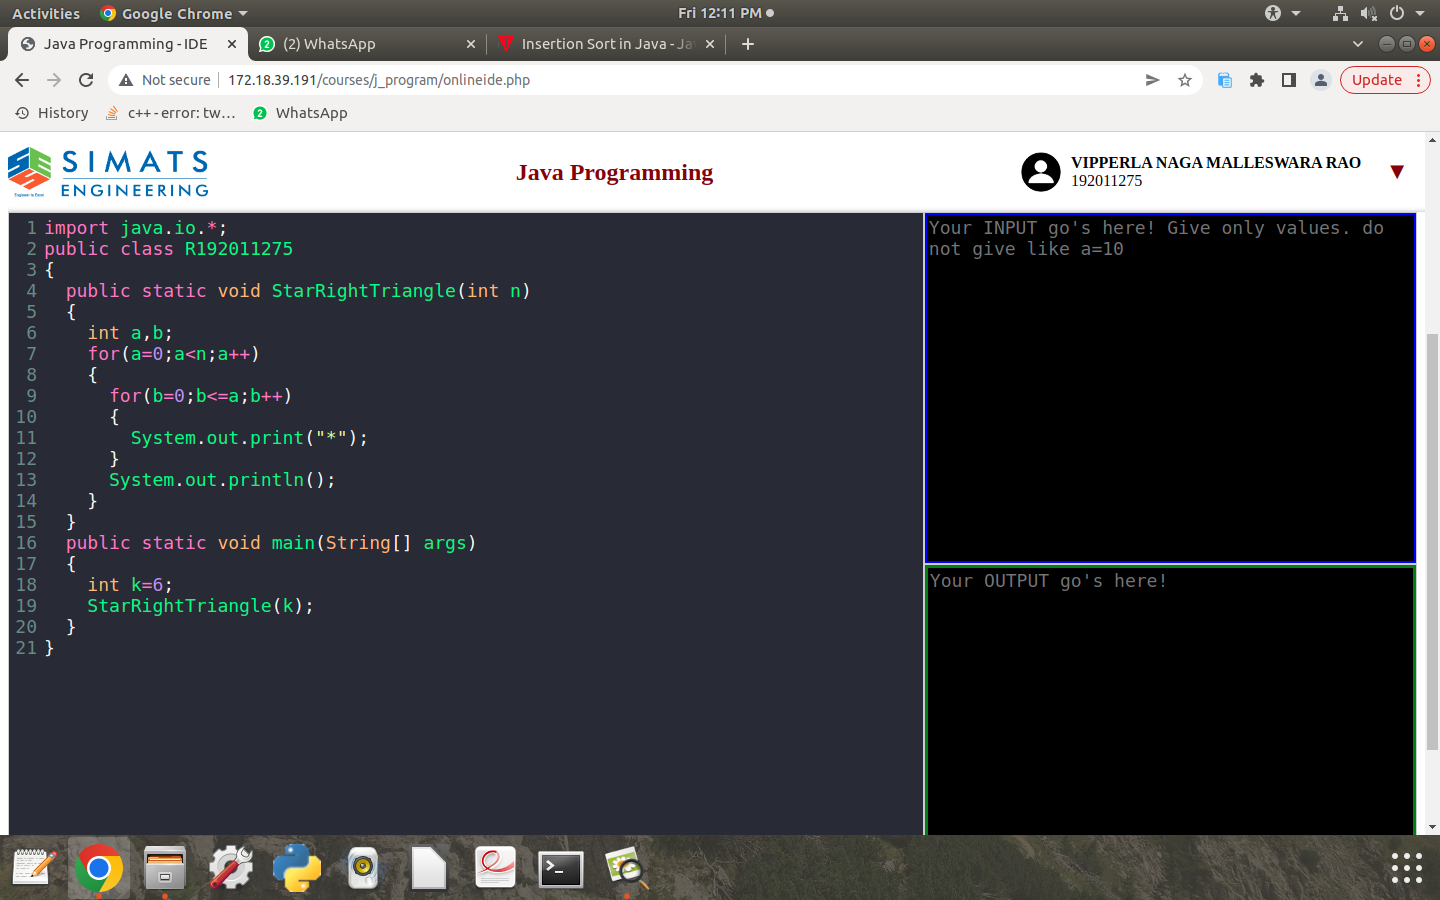 Activities Google Chrome Fri 12:11 PM
Java Programming - IDE (2) WhatsApp Insertion Sort in Java - Ja
Not secure 172.18.39.191/courses/j_program/onlineide.php Update
History c++ - error: tw… WhatsApp
SIMATS
ENGINEERING
Java Programming
VIPPERLA NAGA MALLESWARA RAO
192011275
1 import java.io.*;
2 public class R192011275
3 {
4 public static void StarRightTriangle(int n)
5 {
6 int a,b;
7 for(a=0;a<n;a++)
8 {
9 for(b=0;b<=a;b++)
10 {
11 System.out.print("*");
12 }
13 System.out.println();
14 }
15 }
16 public static void main(String[] args)
17 {
18 int k=6;
19 StarRightTriangle(k);
20 }
21 }
Your INPUT go's here! Give only values. do
not give like a=10
Your OUTPUT go's here!